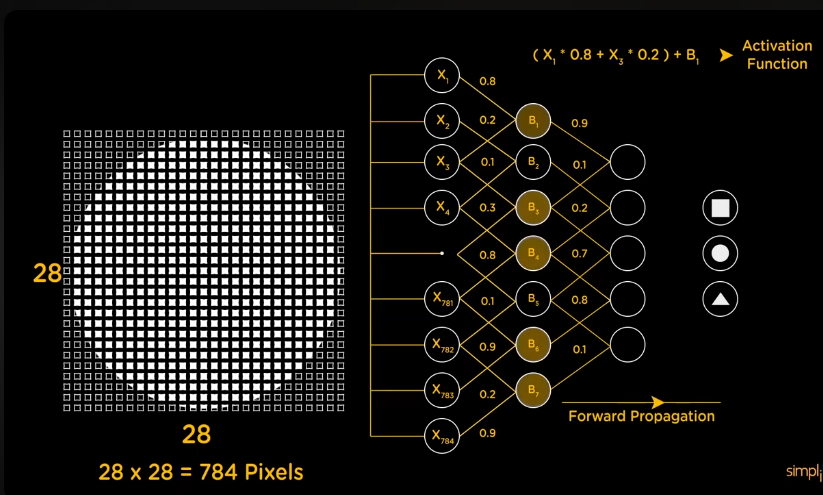 ( X₁ * 0.8 + X₃ * 0.2 ) + B₁
Activation
Function
28
28
28 x 28 = 784 Pixels
X₁
X₂
X₃
X₄
X₇₈₁
X₇₈₂
X₇₈₃
X₇₈₄
0.8
0.2
0.1
0.3
0.8
0.1
0.9
0.2
0.9
B₁
B₂
B₃
B₄
B₅
B₆
B₇
0.9
0.1
0.2
0.7
0.8
0.1
Forward Propagation
simpli